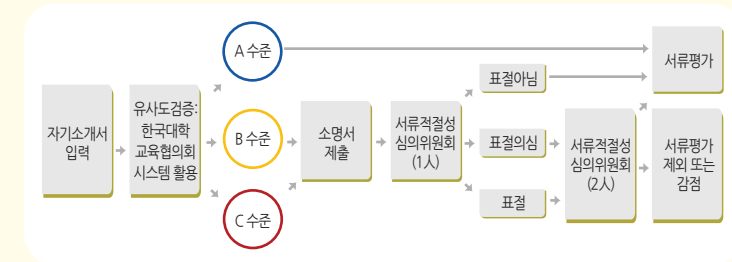 자기소개서
입력
유사도검증:
한국대학
교육협의회
시스템 활용
A 수준
B 수준
C 수준
소명서
제출
서류적절성
심의위원회
(1人)
표절아님
표절의심
표절
서류적절성
심의위원회
(2人)
서류평가
서류평가
제외 또는
감점